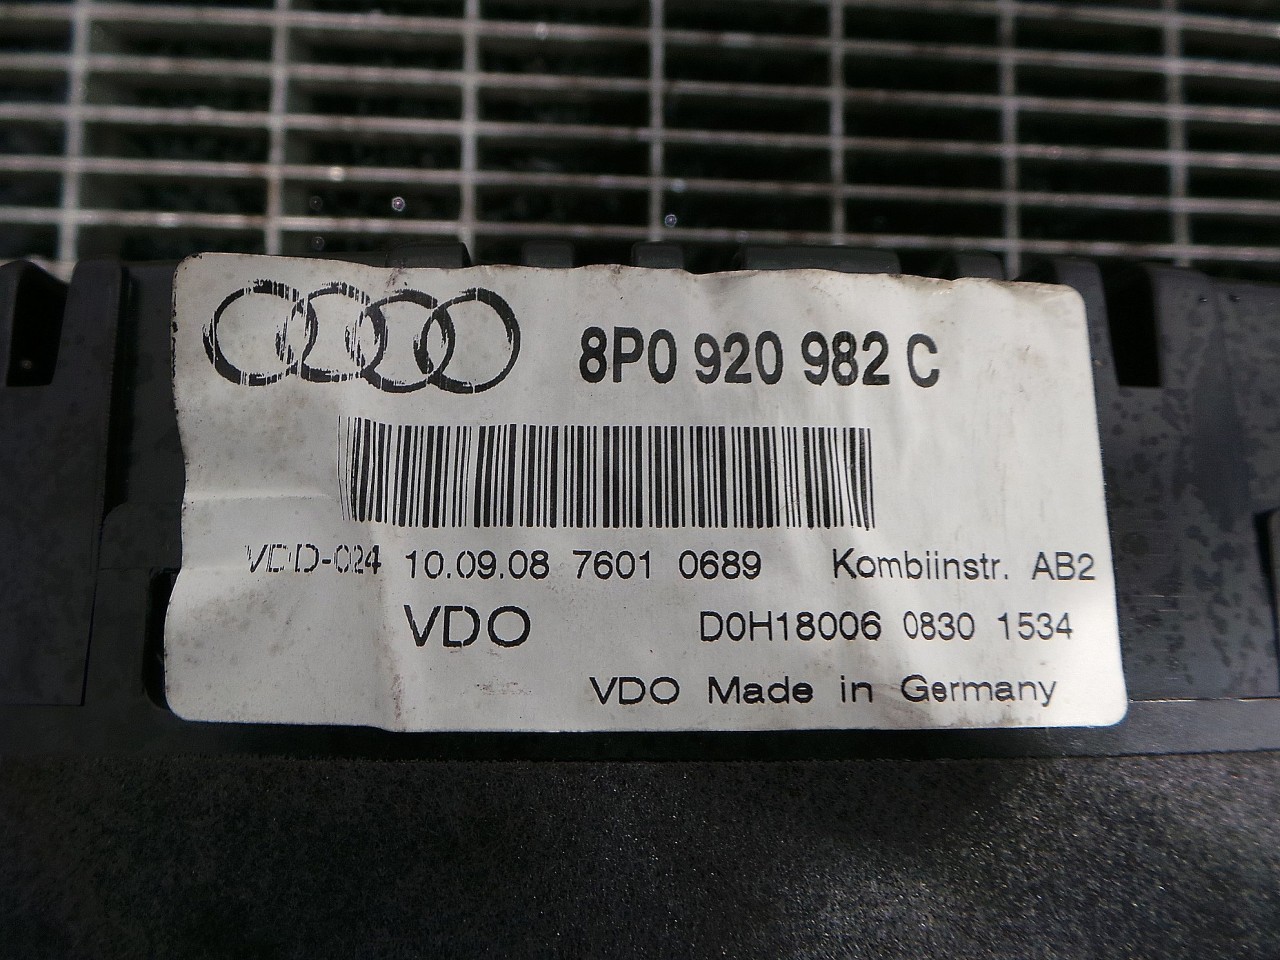 8P0 920 982 C
VDD-024 10.09.08 7601 0689 Kombiinstr. AB2
VDO D0H18006 0830 1534
VDO Made in Germany